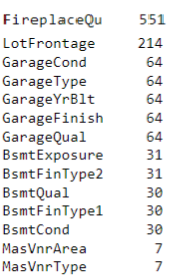 FireplaceQu 551
LotFrontage 214
GarageCond 64
GarageType 64
GarageYrBlt 64
GarageFinish 64
GarageQual 64
BsmtExposure 31
BsmtFinType2 31
BsmtQual 30
BsmtFinType1 30
BsmtCond 30
MasVnrArea 7
MasVnrType 7